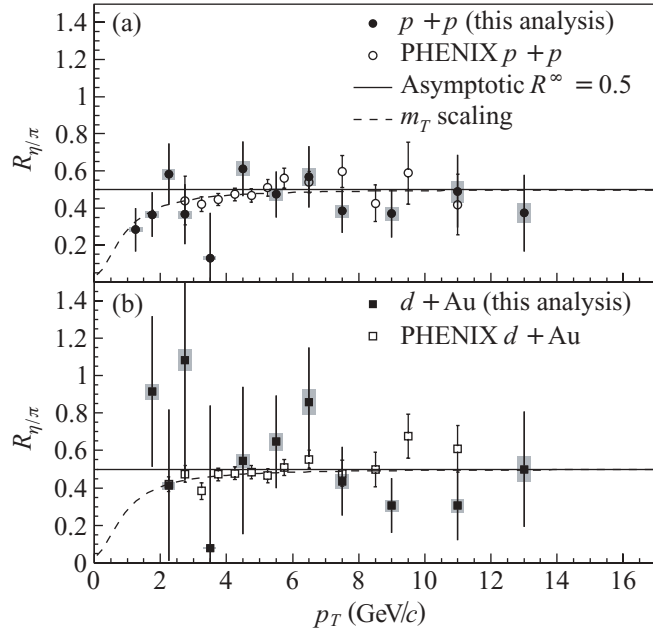 1.4
(a)
p + p (this analysis)
1.2
PHENIX p + p
1
Asymptotic R^∞ = 0.5
0.8
m_T scaling
R_η/π
0.6
0.4
0.2
1.4
(b)
d + Au (this analysis)
1.2
PHENIX d + Au
1
0.8
R_η/π
0.6
0.4
0.2
0
0 2 4 6 8 10 12 14 16
p_T (GeV/c)